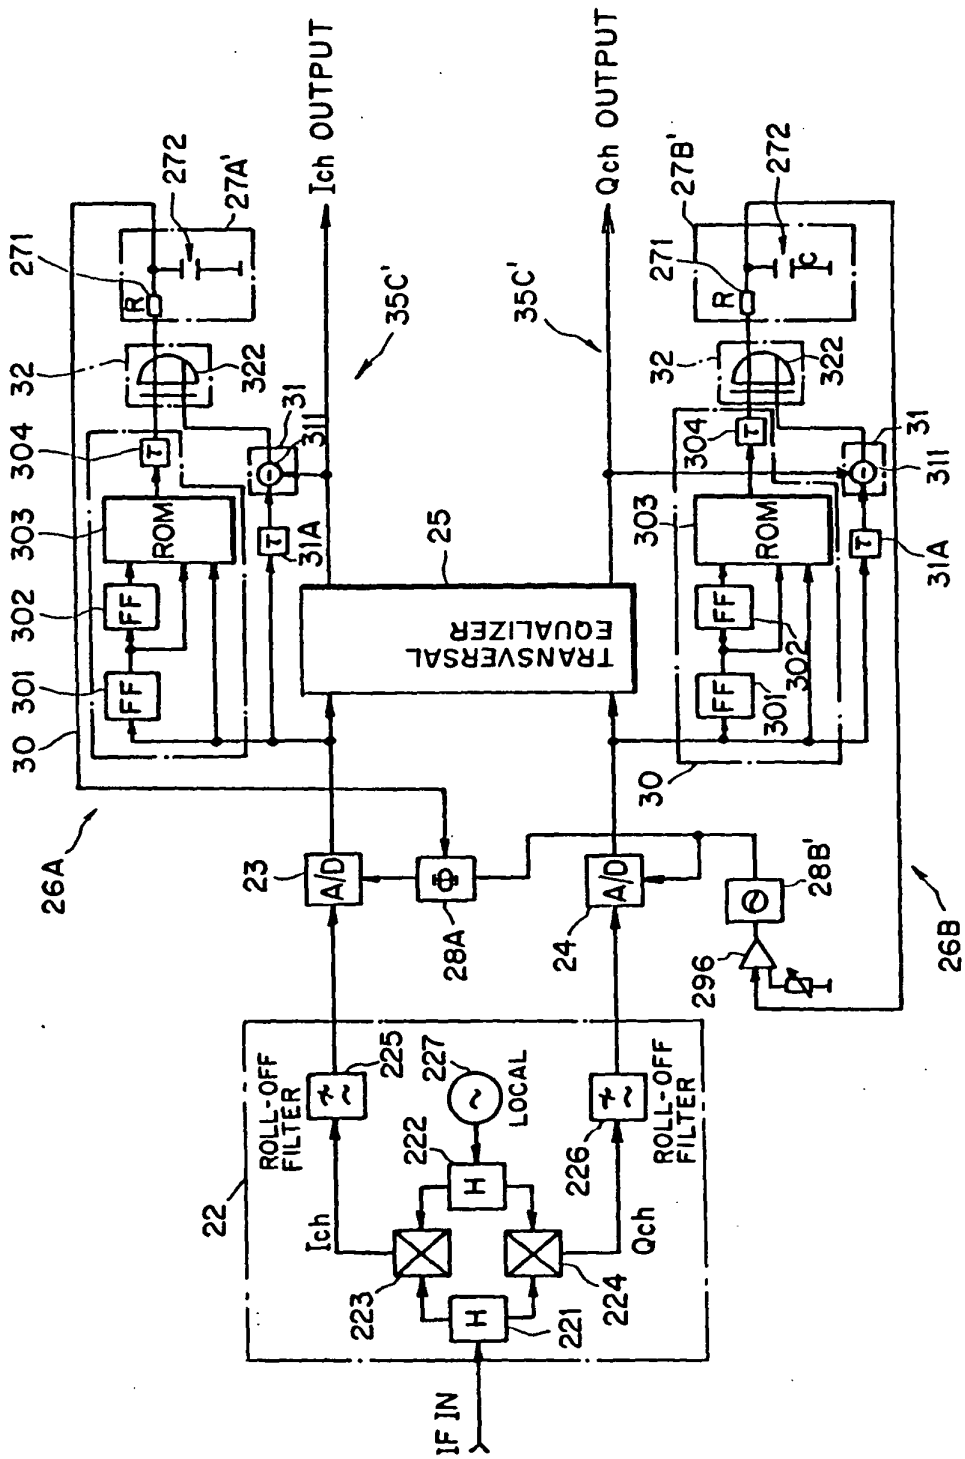 26A
30
301
302
303
304
32
271
272
27A'
FF
FF
ROM
τ
R
322
31
311
τ
31A
35C'
Ich OUTPUT
22
ROLL-OFF
FILTER
225
Ich
223
H
221
IF IN
H
222
227
~
LOCAL
224
Qch
226
ROLL-OFF
FILTER
23
A/D
Φ
28A
24
A/D
296
28B'
26B
TRANSVERSAL
EQUALIZER
25
35C'
Qch OUTPUT
30
301
302
303
304
32
271
272
27B'
FF
FF
ROM
τ
R
C
322
31
311
τ
31A